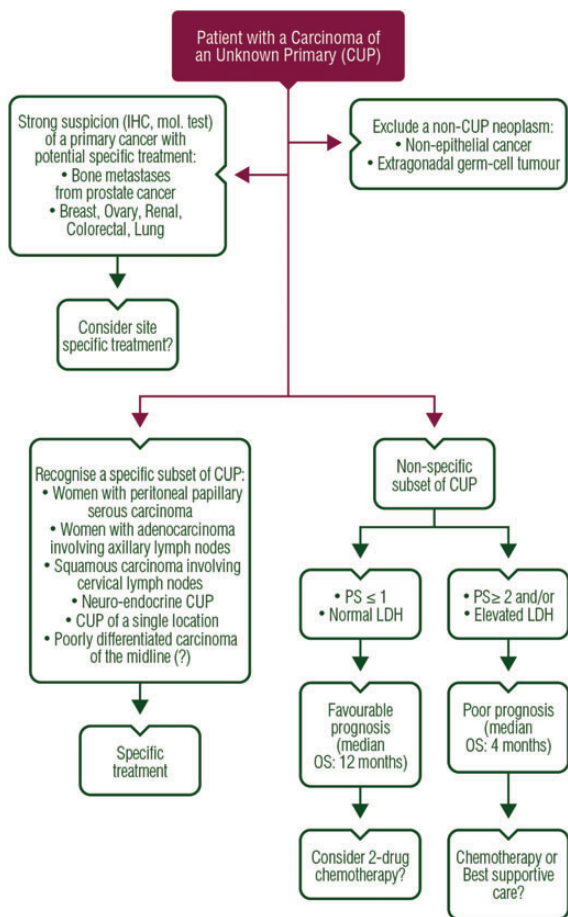 Patient with a Carcinoma of
an Unknown Primary (CUP)
Strong suspicion (IHC, mol. test)
of a primary cancer with
potential specific treatment:
• Bone metastases
from prostate cancer
• Breast, Ovary, Renal,
Colorectal, Lung
Exclude a non-CUP neoplasm:
• Non-epithelial cancer
• Extragonadal germ-cell tumour
Consider site
specific treatment?
Recognise a specific subset of CUP:
• Women with peritoneal papillary
serous carcinoma
• Women with adenocarcinoma
involving axillary lymph nodes
• Squamous carcinoma involving
cervical lymph nodes
• Neuro-endocrine CUP
• CUP of a single location
• Poorly differentiated carcinoma
of the midline (?)
Specific
treatment
Non-specific
subset of CUP
• PS ≤ 1
• Normal LDH
PS≥ 2 and/or
• Elevated LDH
Favourable
prognosis
(median
OS: 12 months)
Poor prognosis
(median
OS: 4 months)
Consider 2-drug
chemotherapy?
Chemotherapy or
Best supportive
care?